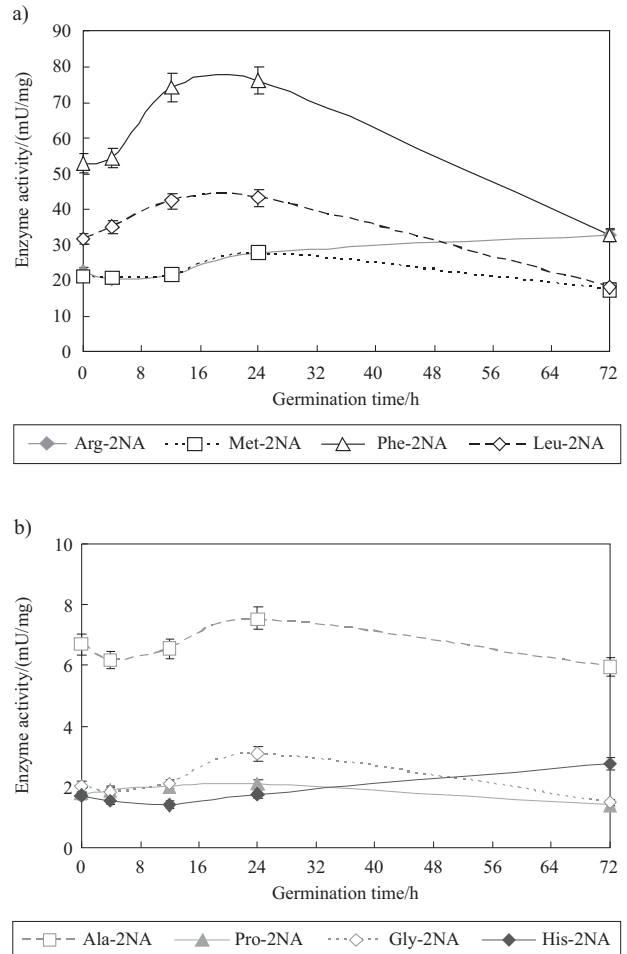 a)
90
80
70
60
50
40
30
20
10
0
Enzyme activity/(mU/mg)
0 8 16 24 32 40 48 56 64 72
Germination time/h
Arg-2NA Met-2NA Phe-2NA Leu-2NA
b)
10
8
6
4
2
0
Enzyme activity/(mU/mg)
0 8 16 24 32 40 48 56 64 72
Germination time/h
Ala-2NA Pro-2NA Gly-2NA His-2NA